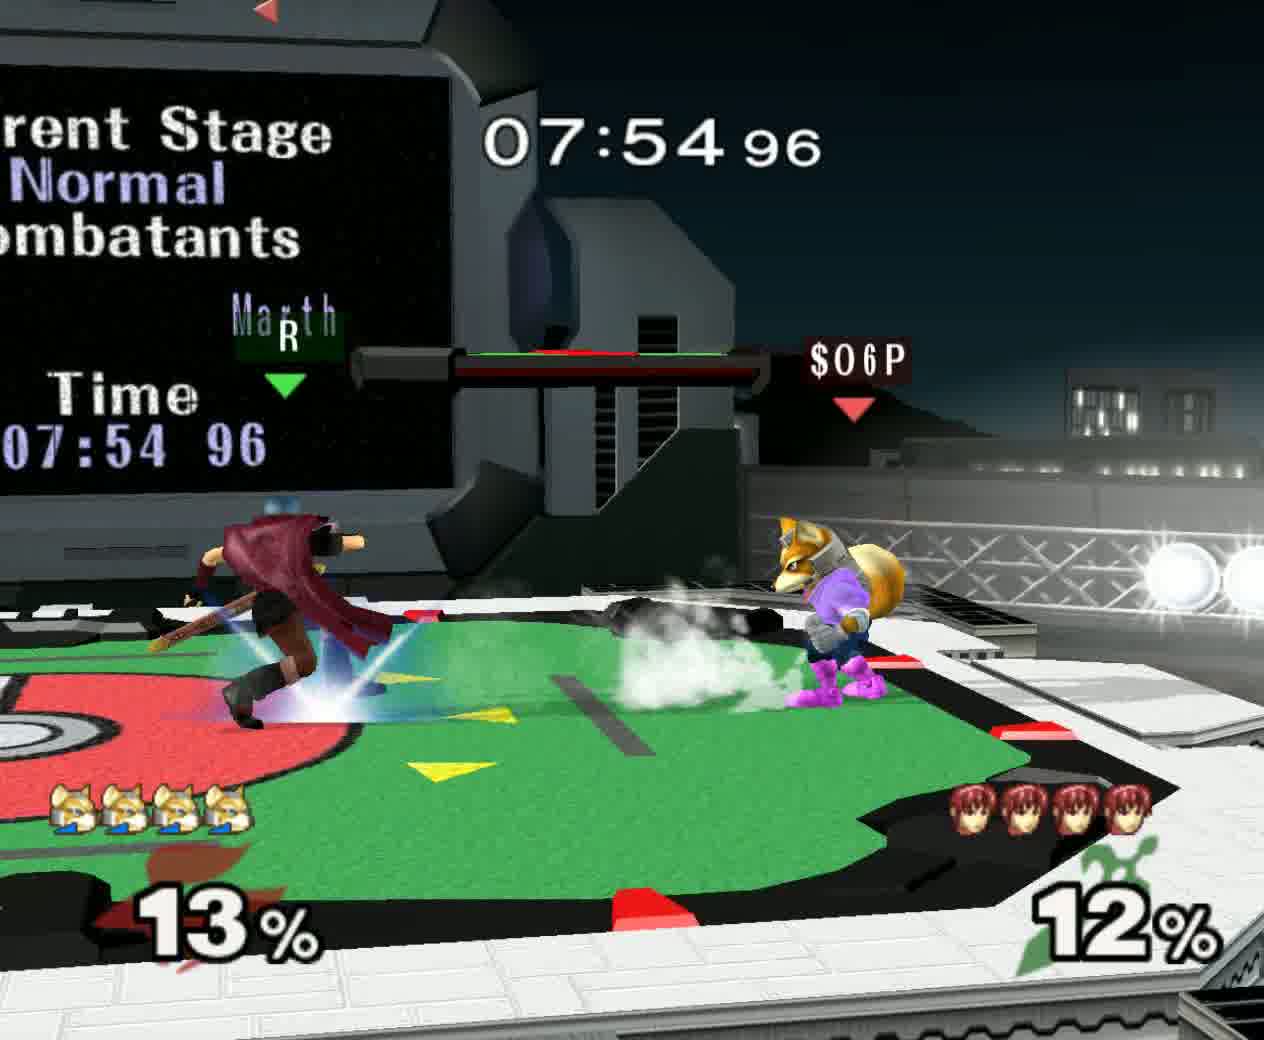 rent Stage
07:54 96
Normal
ombatants
Marth
R
$06P
Time
07:54 96
13%
12%